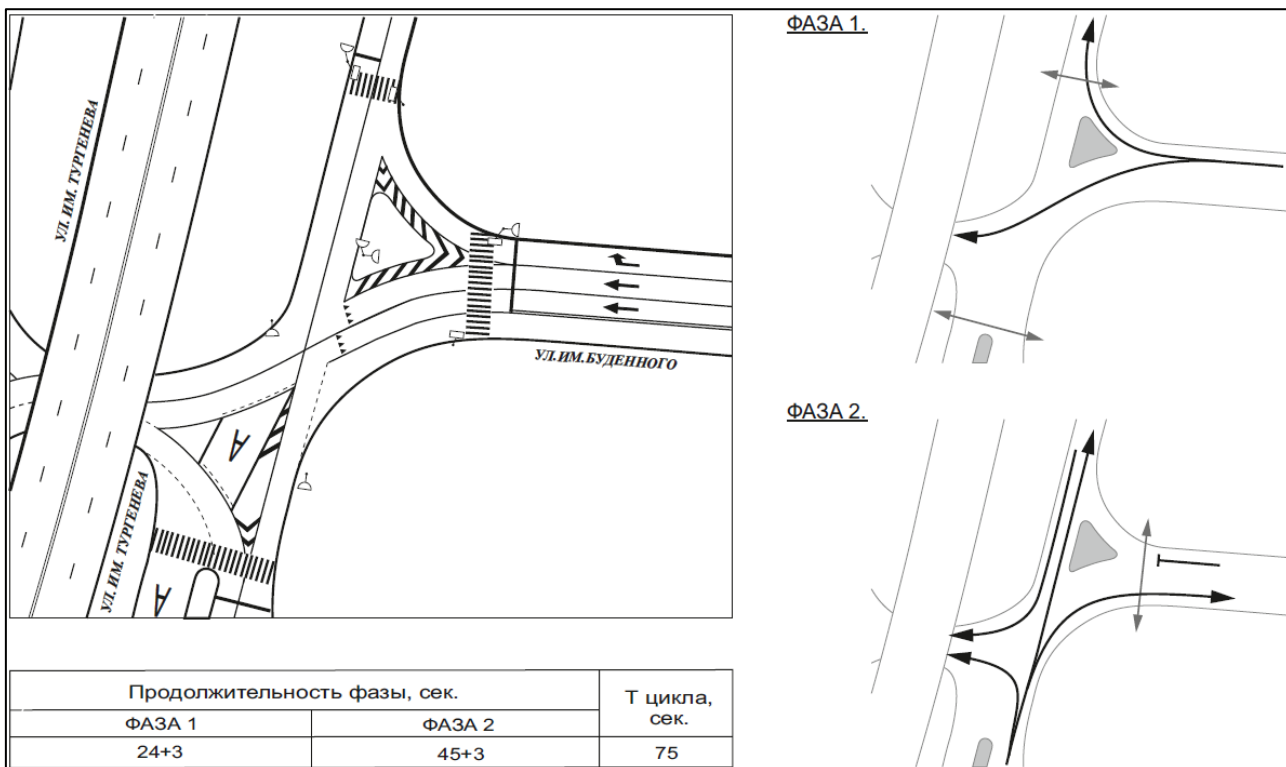 УЛ. ИМ. ТУРГЕНЕВА
УЛ.ИМ.БУДЕННОГО
А
УЛ. ИМ. ТУРГЕНЕВА
А
ФАЗА 1.
ФАЗА 2.
Продолжительность фазы, сек.
Т цикла, сек.
ФАЗА 1
ФАЗА 2
24+3
45+3
75